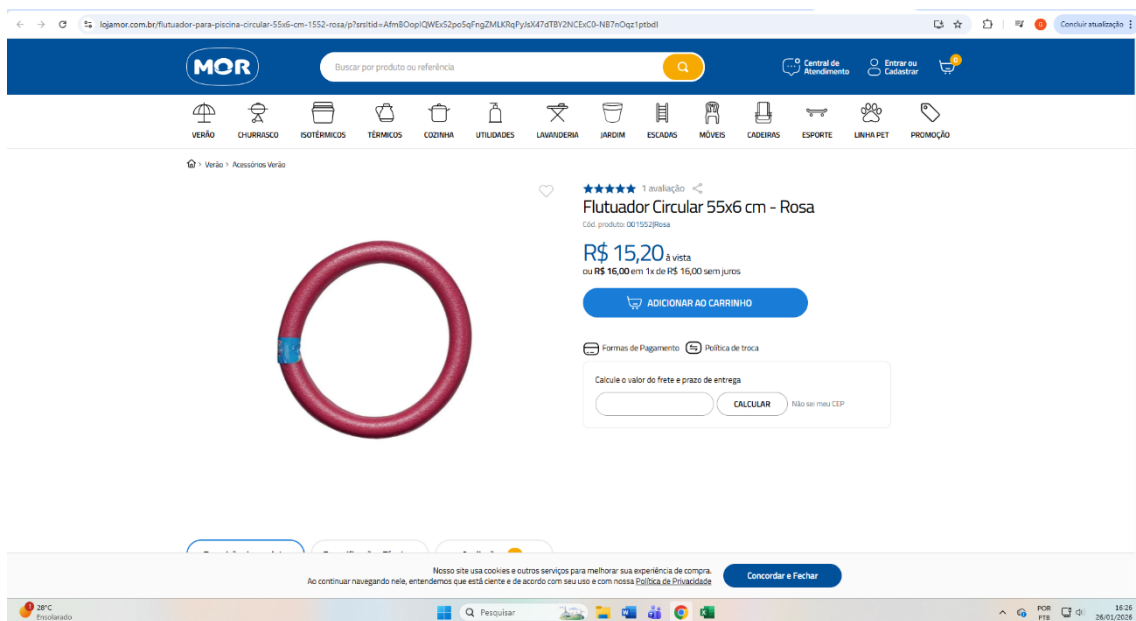 lojamor.com.br/flutuador-para-piscina-circular-55x6-cm-1552-rosa/p?srsltid=
Concluir atualização
MOR
Buscar por produto ou referência
Central de Atendimento
Entrar ou Cadastrar
0
VERÃO CHURRASCO ISOTÉRMICOS TÉRMICOS COZINHA UTILIDADES LAVANDERIA JARDIM ESCADAS MÓVEIS CADEIRAS ESPORTE LINHA PET PROMOÇÃO
> Verão > Acessórios Verão
1 avaliação
Flutuador Circular 55x6 cm - Rosa
Cód. produto: 001552|Rosa
R$ 15,20 à vista
ou R$ 16,00 em 1x de R$ 16,00 sem juros
ADICIONAR AO CARRINHO
Formas de Pagamento Política de troca
Calcule o valor do frete e prazo de entrega
CALCULAR Não sei meu CEP
Nosso site usa cookies e outros serviços para melhorar sua experiência de compra.
Ao continuar navegando nele, entendemos que está ciente e de acordo com seu uso e com nossa Política de Privacidade
Concordar e Fechar
28°C
Ensolarado
Pesquisar
POR
PTB
16:26
26/01/2026